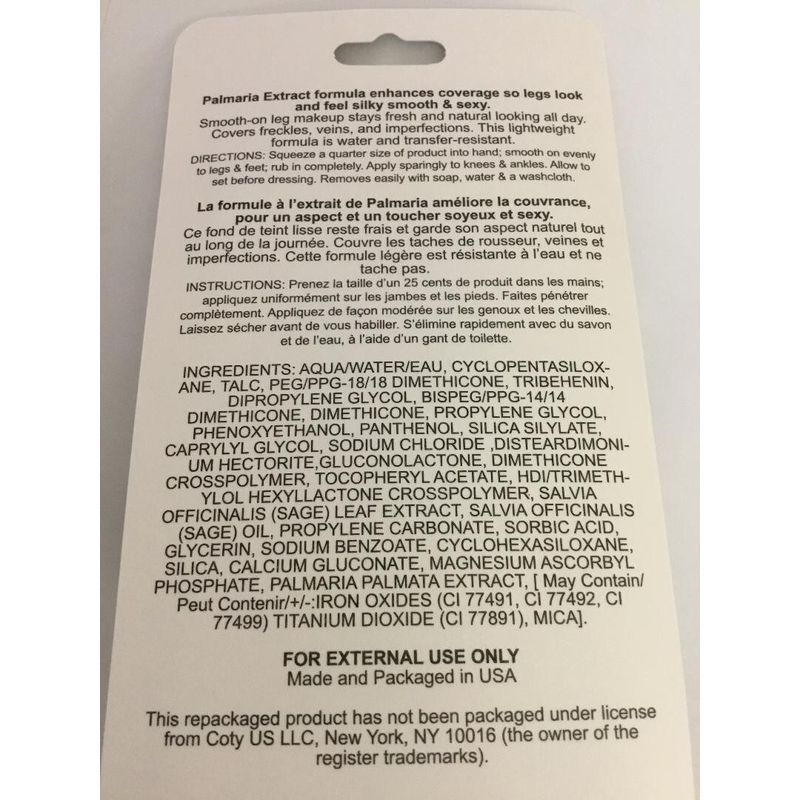 Palmaria Extract formula enhances coverage so legs look
and feel silky smooth & sexy.
Smooth-on leg makeup stays fresh and natural looking all day.
Covers freckles, veins, and imperfections. This lightweight
formula is water and transfer-resistant.
DIRECTIONS: Squeeze a quarter size of product into hand; smooth on evenly
to legs & feet; rub in completely. Apply sparingly to knees & ankles. Allow to
set before dressing. Removes easily with soap, water & a washcloth.
La formule à l'extrait de Palmaria améliore la couvrance,
pour un aspect et un toucher soyeux et sexy.
Ce fond de teint lisse reste frais et garde son aspect naturel tout
au long de la journée. Couvre les taches de rousseur, veines et
imperfections. Cette formule légère est résistante à l'eau et ne
tache pas.
INSTRUCTIONS: Prenez la taille d'un 25 cents de produit dans les mains;
appliquez uniformément sur les jambes et les pieds. Faites pénétrer
complètement. Appliquez de façon modérée sur les genoux et les chevilles.
Laissez sécher avant de vous habiller. S'élimine rapidement avec du savon
et de l'eau, à l'aide d'un gant de toilette.
INGREDIENTS: AQUA/WATER/EAU, CYCLOPENTASILOX-
ANE, TALC, PEG/PPG-18/18 DIMETHICONE, TRIBEHENIN,
DIPROPYLENE GLYCOL, BISPEG/PPG-14/14
DIMETHICONE, DIMETHICONE, PROPYLENE GLYCOL,
PHENOXYETHANOL, PANTHENOL, SILICA SILYLATE,
CAPRYLYL GLYCOL, SODIUM CHLORIDE ,DISTEARDIMONI-
UM HECTORITE,GLUCONOLACTONE, DIMETHICONE
CROSSPOLYMER, TOCOPHERYL ACETATE, HDI/TRIMETH-
YLOL HEXYLLACTONE CROSSPOLYMER, SALVIA
OFFICINALIS (SAGE) LEAF EXTRACT, SALVIA OFFICINALIS
(SAGE) OIL, PROPYLENE CARBONATE, SORBIC ACID,
GLYCERIN, SODIUM BENZOATE, CYCLOHEXASILOXANE,
SILICA, CALCIUM GLUCONATE, MAGNESIUM ASCORBYL
PHOSPHATE, PALMARIA PALMATA EXTRACT, [ May Contain/
Peut Contenir/+/-:IRON OXIDES (CI 77491, CI 77492, CI
77499) TITANIUM DIOXIDE (CI 77891), MICA].
FOR EXTERNAL USE ONLY
Made and Packaged in USA
This repackaged product has not been packaged under license
from Coty US LLC, New York, NY 10016 (the owner of the
register trademarks).